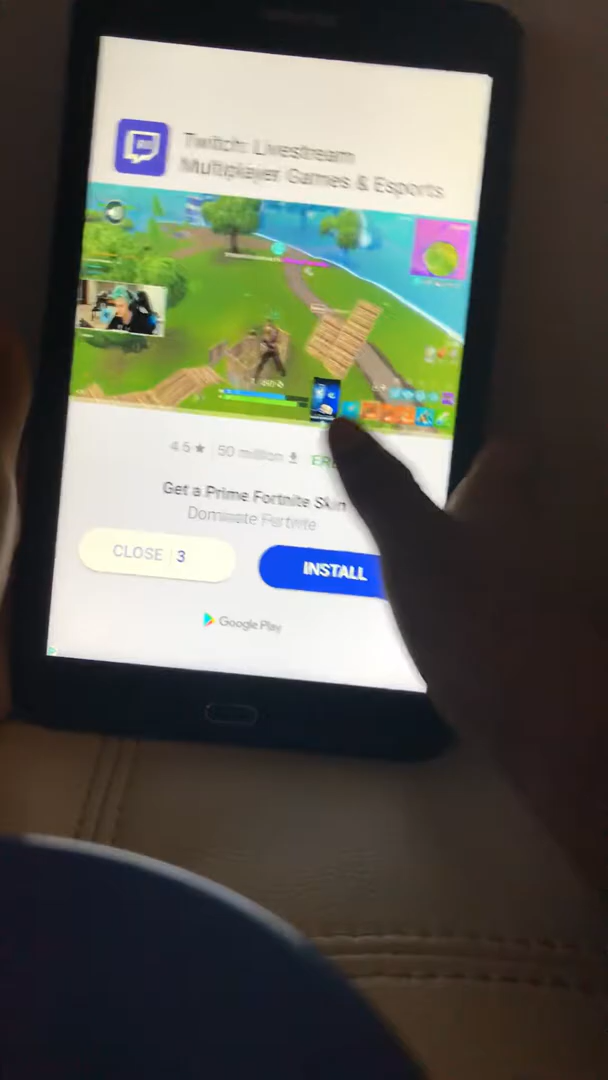 Twitch: Livestream
Multiplayer Games & Esports
4.5 ★ 50 million
Get a Prime Fortnite Skin
Dominate Fortnite
CLOSE | 3
INSTALL
Google Play